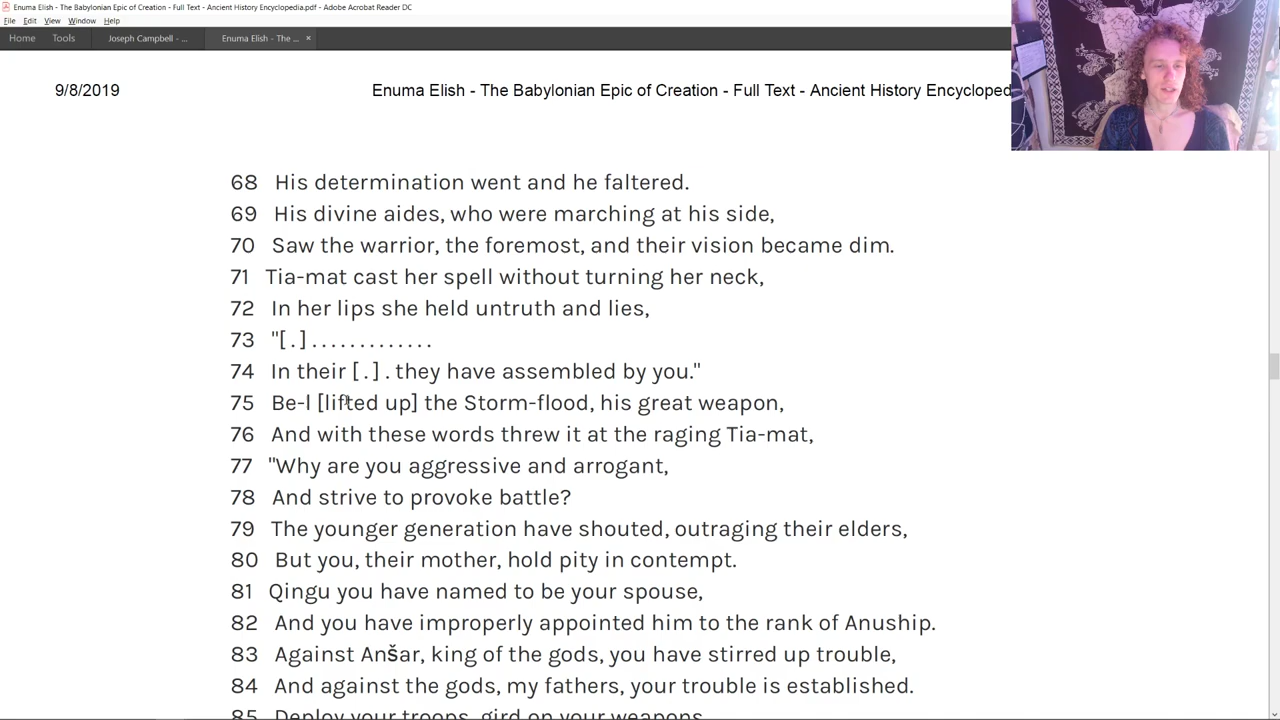 Enuma Elish - The Babylonian Epic of Creation - Full Text - Ancient History Encyclopedia.pdf - Adobe Acrobat Reader DC
File Edit View Window Help
Home Tools Joseph Campbell - ... Enuma Elish - The ... ×
9/8/2019 Enuma Elish - The Babylonian Epic of Creation - Full Text - Ancient History Encycloped
68 His determination went and he faltered.
69 His divine aides, who were marching at his side,
70 Saw the warrior, the foremost, and their vision became dim.
71 Tia-mat cast her spell without turning her neck,
72 In her lips she held untruth and lies,
73 "[ . ] . . . . . . . . . . . . .
74 In their [ . ] . they have assembled by you."
75 Be-l [lifted up] the Storm-flood, his great weapon,
76 And with these words threw it at the raging Tia-mat,
77 "Why are you aggressive and arrogant,
78 And strive to provoke battle?
79 The younger generation have shouted, outraging their elders,
80 But you, their mother, hold pity in contempt.
81 Qingu you have named to be your spouse,
82 And you have improperly appointed him to the rank of Anuship.
83 Against Anšar, king of the gods, you have stirred up trouble,
84 And against the gods, my fathers, your trouble is established.
85 Deploy your troops, gird on your weapons,